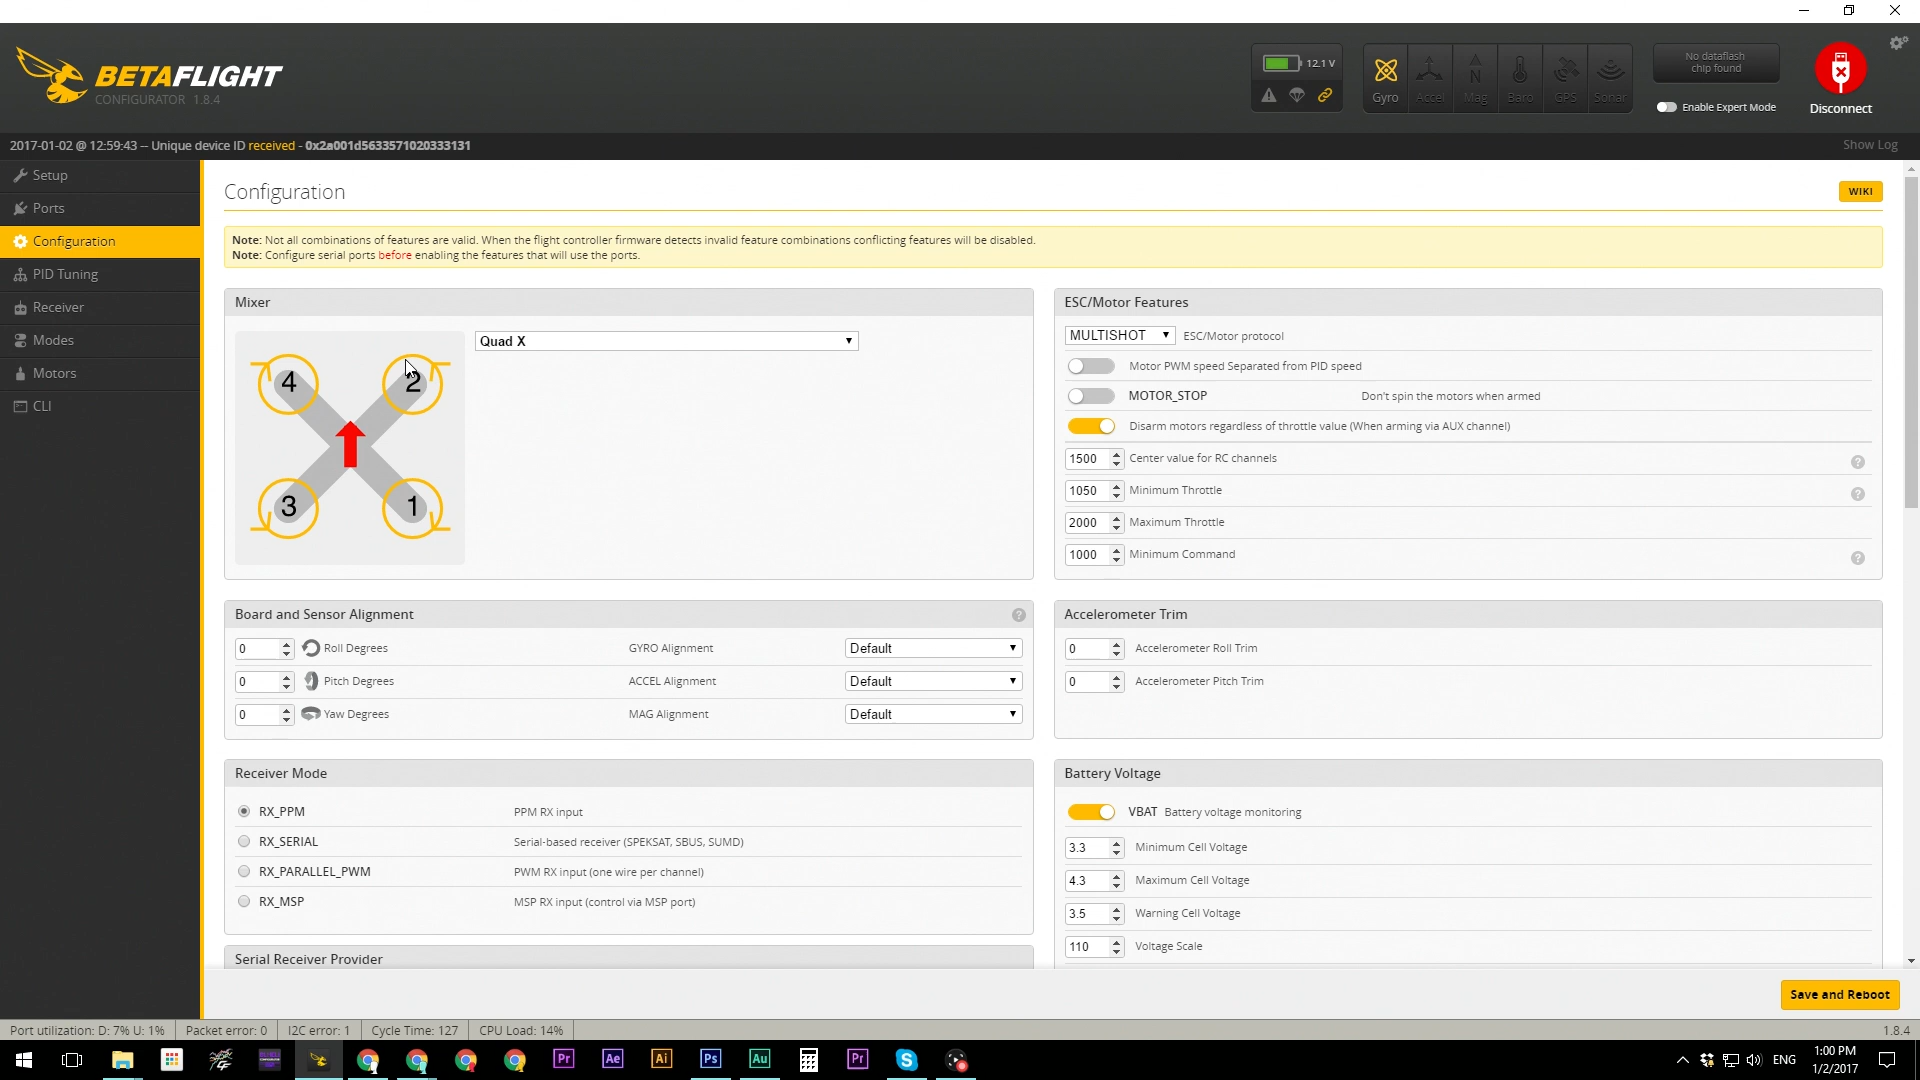 BETAFLIGHT
CONFIGURATOR 1.8.4
12.1 V
Gyro
Accel
Mag
Baro
GPS
Sonar
No dataflash
chip found
Enable Expert Mode
Disconnect
2017-01-02 @ 12:59:43 -- Unique device ID received - 0x2a001d5633571020333131
Show Log
Setup
Ports
Configuration
PID Tuning
Receiver
Modes
Motors
CLI
Configuration
WIKI
Note: Not all combinations of features are valid. When the flight controller firmware detects invalid feature combinations conflicting features will be disabled.
Note: Configure serial ports before enabling the features that will use the ports.
Mixer
Quad X
4
2
3
1
ESC/Motor Features
MULTISHOT ESC/Motor protocol
Motor PWM speed Separated from PID speed
MOTOR_STOP Don't spin the motors when armed
Disarm motors regardless of throttle value (When arming via AUX channel)
1500 Center value for RC channels ?
1050 Minimum Throttle ?
2000 Maximum Throttle
1000 Minimum Command ?
Board and Sensor Alignment ?
0 Roll Degrees GYRO Alignment Default
0 Pitch Degrees ACCEL Alignment Default
0 Yaw Degrees MAG Alignment Default
Accelerometer Trim
0 Accelerometer Roll Trim
0 Accelerometer Pitch Trim
Receiver Mode
RX_PPM PPM RX input
RX_SERIAL Serial-based receiver (SPEKSAT, SBUS, SUMD)
RX_PARALLEL_PWM PWM RX input (one wire per channel)
RX_MSP MSP RX input (control via MSP port)
Battery Voltage
VBAT Battery voltage monitoring
3.3 Minimum Cell Voltage
4.3 Maximum Cell Voltage
3.5 Warning Cell Voltage
110 Voltage Scale
Serial Receiver Provider
Save and Reboot
Port utilization: D: 7% U: 1% Packet error: 0 I2C error: 1 Cycle Time: 127 CPU Load: 14% 1.8.4
Pr
Ae
Ai
Ps
Au
Pr
ENG
1:00 PM
1/2/2017